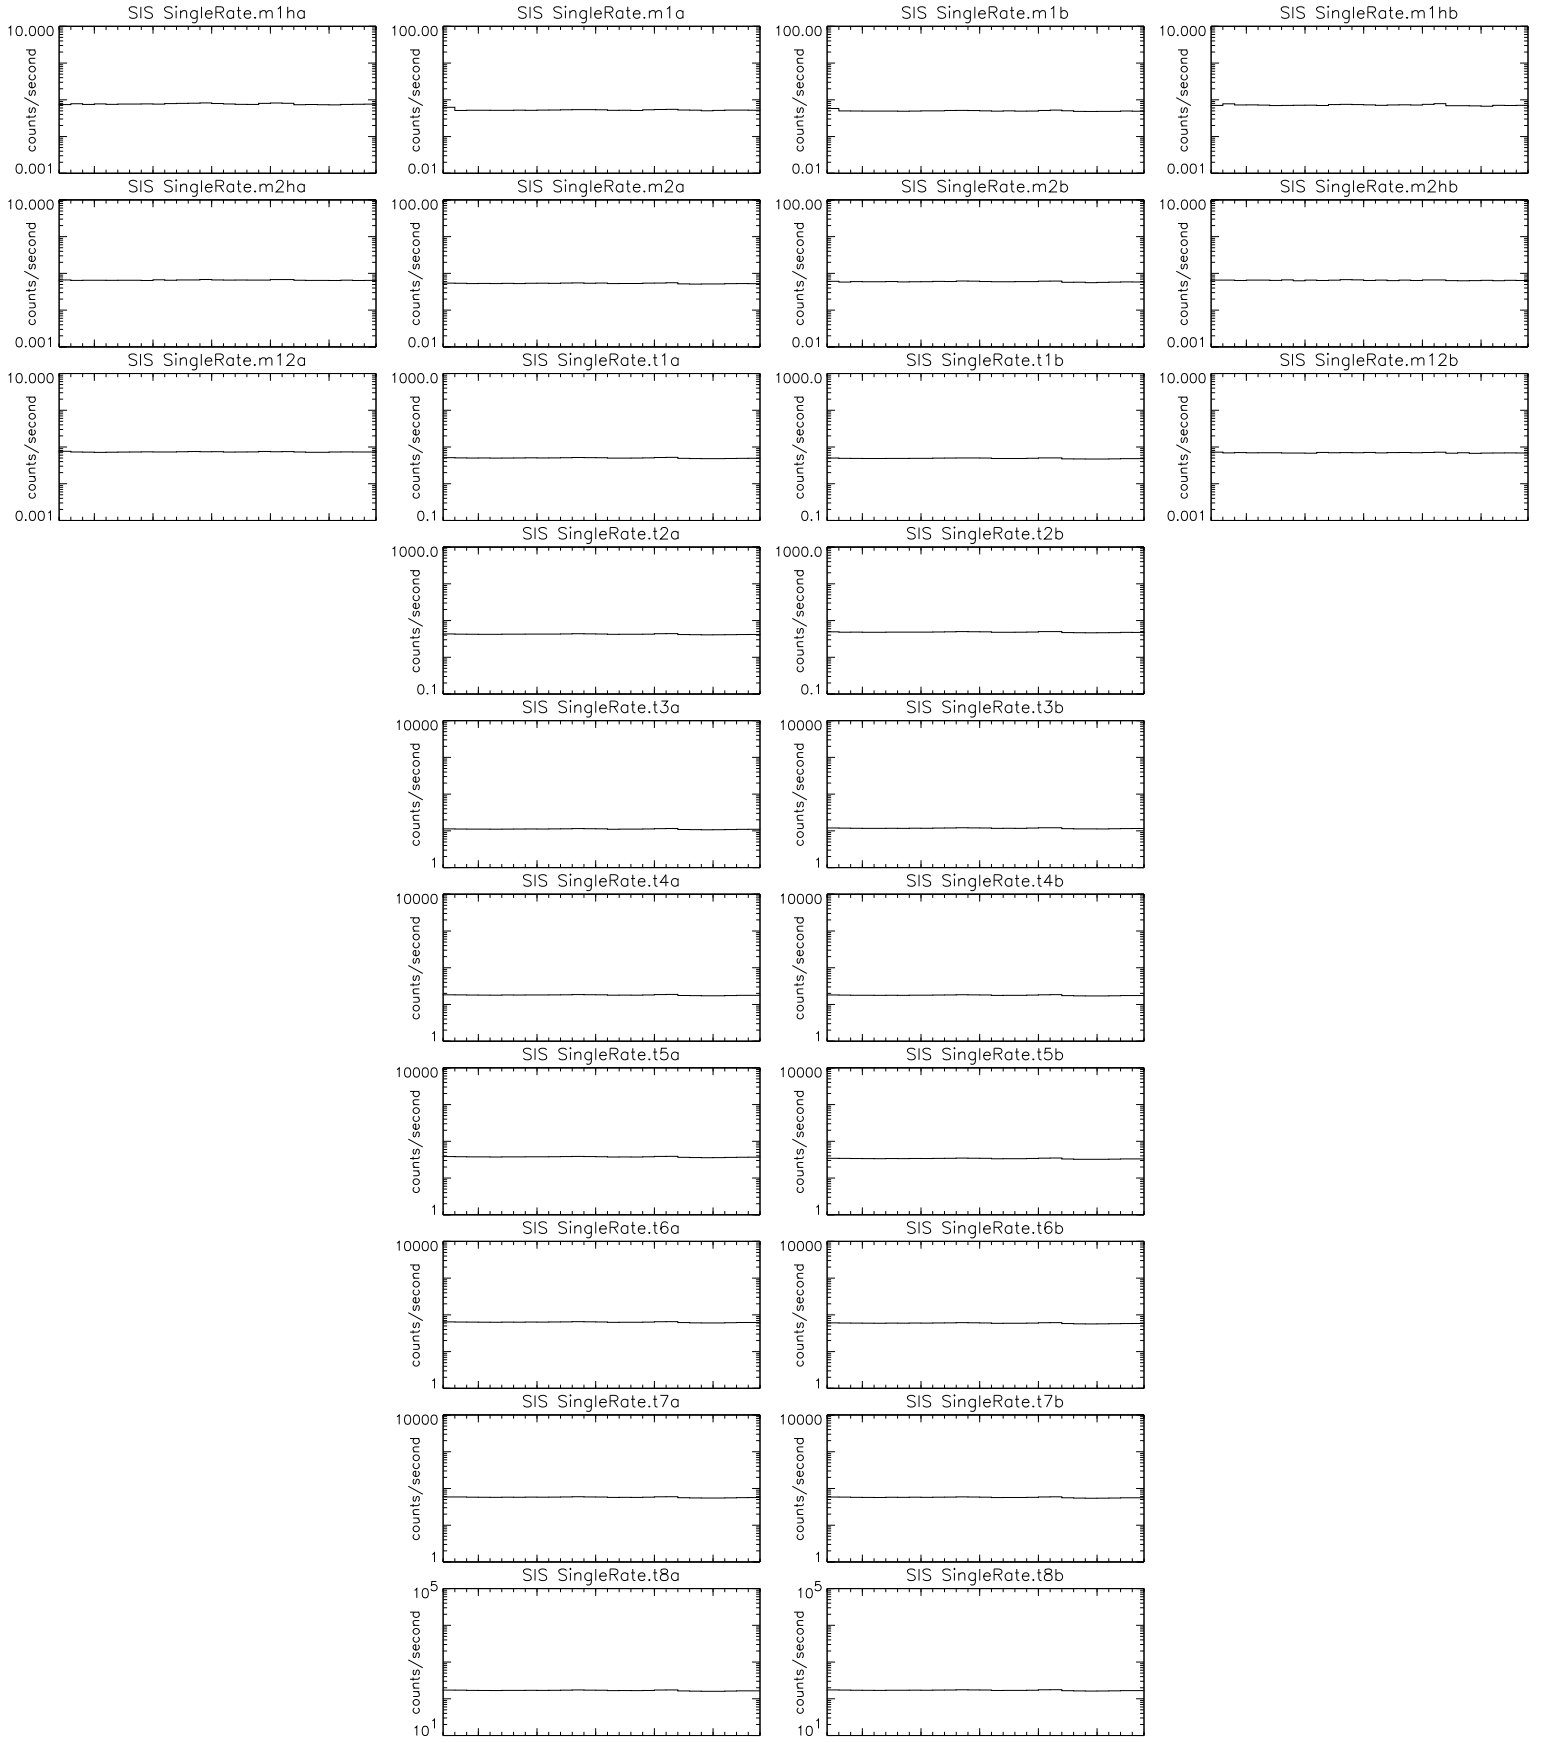 SIS SingleRate.m1ha
SIS SingleRate.m1a
SIS SingleRate.m1b
SIS SingleRate.m1hb
10.000
counts/second
0.001
100.00
counts/second
0.01
100.00
counts/second
0.01
10.000
counts/second
0.001
SIS SingleRate.m2ha
SIS SingleRate.m2a
SIS SingleRate.m2b
SIS SingleRate.m2hb
10.000
counts/second
0.001
100.00
counts/second
0.01
100.00
counts/second
0.01
10.000
counts/second
0.001
SIS SingleRate.m12a
SIS SingleRate.t1a
SIS SingleRate.t1b
SIS SingleRate.m12b
10.000
counts/second
0.001
1000.0
counts/second
0.1
1000.0
counts/second
0.1
10.000
counts/second
0.001
SIS SingleRate.t2a
SIS SingleRate.t2b
1000.0
counts/second
0.1
1000.0
counts/second
0.1
SIS SingleRate.t3a
SIS SingleRate.t3b
10000
counts/second
1
10000
counts/second
1
SIS SingleRate.t4a
SIS SingleRate.t4b
10000
counts/second
1
10000
counts/second
1
SIS SingleRate.t5a
SIS SingleRate.t5b
10000
counts/second
1
10000
counts/second
1
SIS SingleRate.t6a
SIS SingleRate.t6b
10000
counts/second
1
10000
counts/second
1
SIS SingleRate.t7a
SIS SingleRate.t7b
10000
counts/second
1
10000
counts/second
1
SIS SingleRate.t8a
SIS SingleRate.t8b
10⁵
counts/second
10¹
10⁵
counts/second
10¹